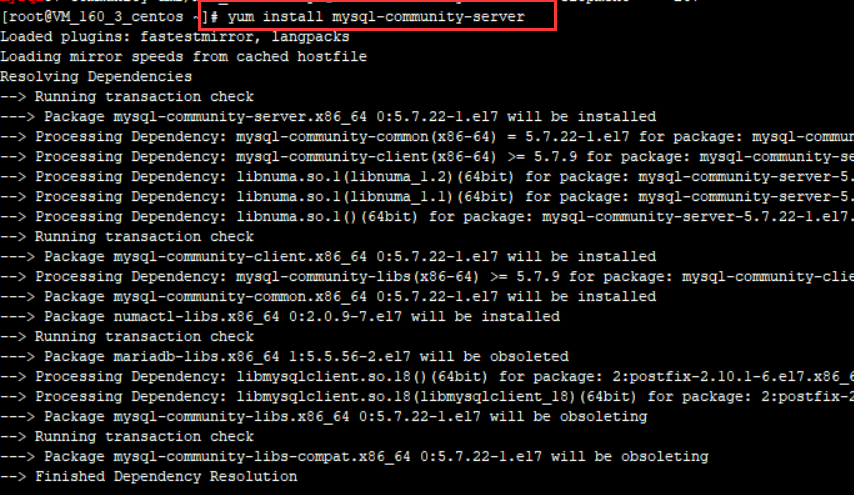 [root@VM_160_3_centos ~]# yum install mysql-community-server
Loaded plugins: fastestmirror, langpacks
Loading mirror speeds from cached hostfile
Resolving Dependencies
--> Running transaction check
---> Package mysql-community-server.x86_64 0:5.7.22-1.el7 will be installed
--> Processing Dependency: mysql-community-common(x86-64) = 5.7.22-1.el7 for package: mysql-commun
--> Processing Dependency: mysql-community-client(x86-64) >= 5.7.9 for package: mysql-community-se
--> Processing Dependency: libnuma.so.1(libnuma_1.2)(64bit) for package: mysql-community-server-5.
--> Processing Dependency: libnuma.so.1(libnuma_1.1)(64bit) for package: mysql-community-server-5.
--> Processing Dependency: libnuma.so.1()(64bit) for package: mysql-community-server-5.7.22-1.el7.
--> Running transaction check
---> Package mysql-community-client.x86_64 0:5.7.22-1.el7 will be installed
--> Processing Dependency: mysql-community-libs(x86-64) >= 5.7.9 for package: mysql-community-clie
---> Package mysql-community-common.x86_64 0:5.7.22-1.el7 will be installed
---> Package numactl-libs.x86_64 0:2.0.9-7.el7 will be installed
--> Running transaction check
---> Package mariadb-libs.x86_64 1:5.5.56-2.el7 will be obsoleted
--> Processing Dependency: libmysqlclient.so.18()(64bit) for package: 2:postfix-2.10.1-6.el7.x86_6
--> Processing Dependency: libmysqlclient.so.18(libmysqlclient_18)(64bit) for package: 2:postfix-2
---> Package mysql-community-libs.x86_64 0:5.7.22-1.el7 will be obsoleting
--> Running transaction check
---> Package mysql-community-libs-compat.x86_64 0:5.7.22-1.el7 will be obsoleting
--> Finished Dependency Resolution